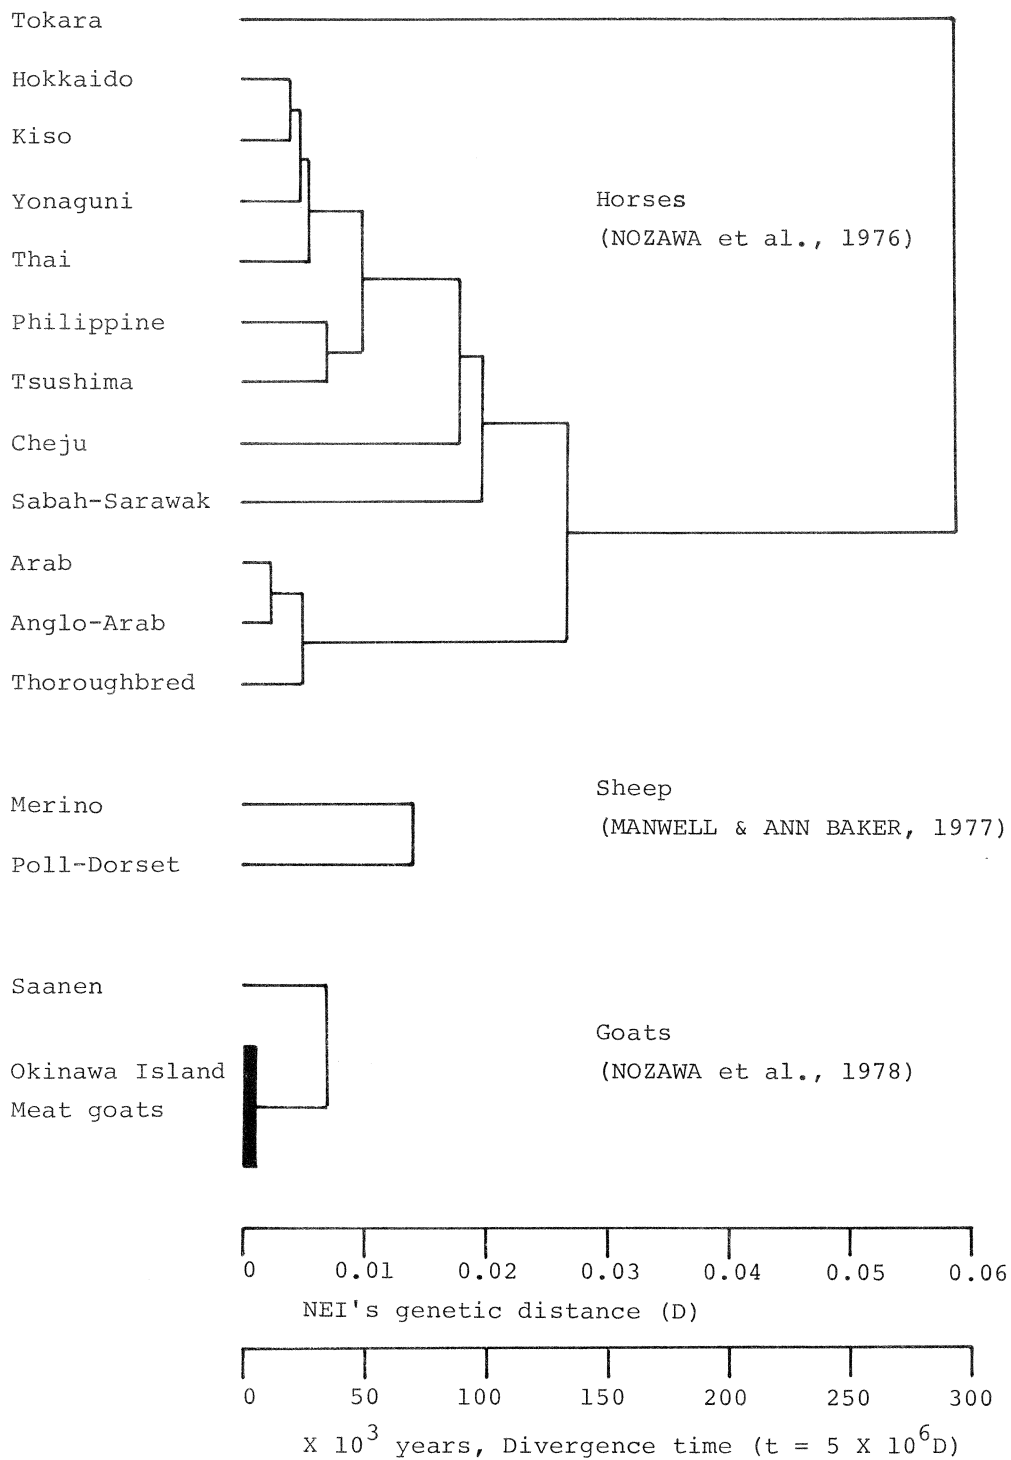 Tokara
Hokkaido
Kiso
Yonaguni
Thai
Philippine
Tsushima
Cheju
Sabah-Sarawak
Arab
Anglo-Arab
Thoroughbred
Horses
(NOZAWA et al., 1976)
Merino
Poll-Dorset
Sheep
(MANWELL & ANN BAKER, 1977)
Saanen
Okinawa Island
Meat goats
Goats
(NOZAWA et al., 1978)
0 0.01 0.02 0.03 0.04 0.05 0.06
NEI's genetic distance (D)
0 50 100 150 200 250 300
X 10³ years, Divergence time (t = 5 X 10⁶D)